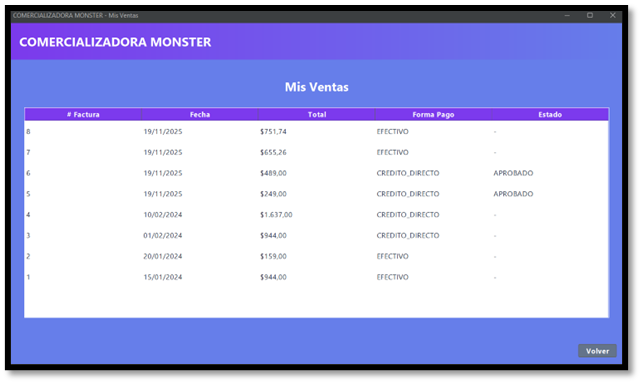 COMERCIALIZADORA MONSTER - Mis Ventas
COMERCIALIZADORA MONSTER
Mis Ventas
# Factura Fecha Total Forma Pago Estado
8 19/11/2025 $751,74 EFECTIVO -
7 19/11/2025 $655,26 EFECTIVO -
6 19/11/2025 $489,00 CREDITO_DIRECTO APROBADO
5 19/11/2025 $249,00 CREDITO_DIRECTO APROBADO
4 10/02/2024 $1.637,00 CREDITO_DIRECTO -
3 01/02/2024 $944,00 CREDITO_DIRECTO -
2 20/01/2024 $159,00 EFECTIVO -
1 15/01/2024 $944,00 EFECTIVO -
Volver